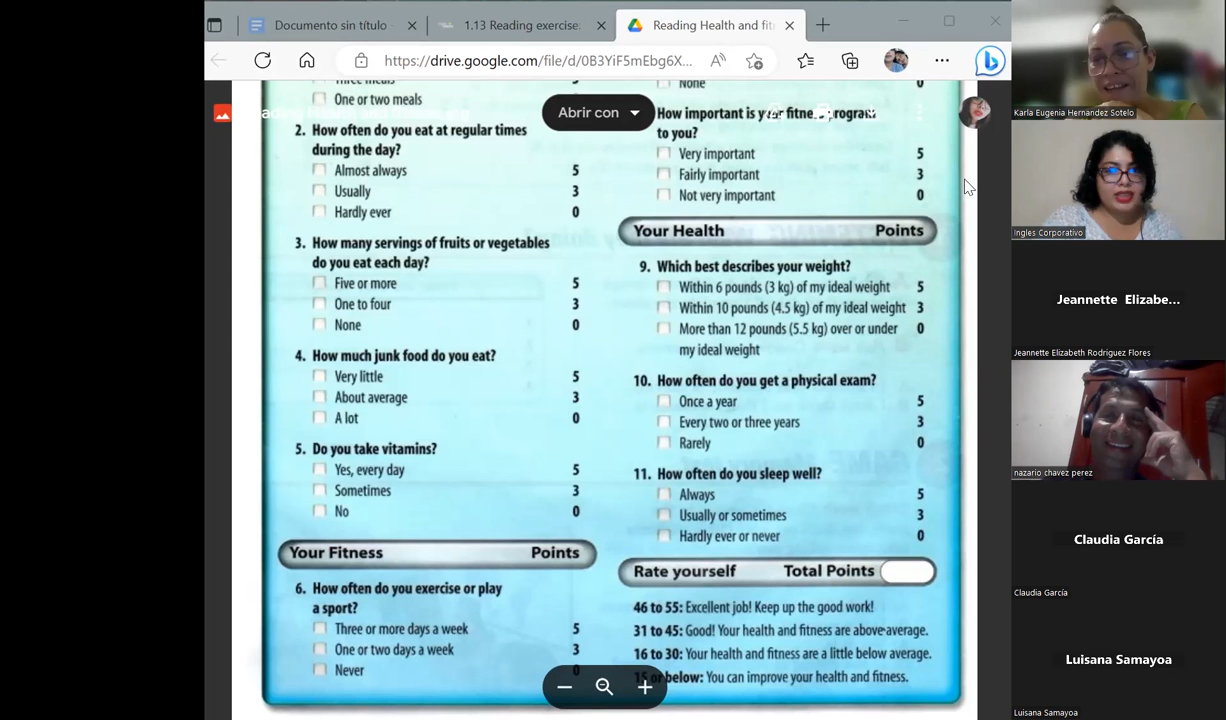 Documento sin título
1.13 Reading exercise
Reading Health and fit
https://drive.google.com/file/d/0B3YiF5mEbg6X...
Abrir con
One or two meals
2. How often do you eat at regular times
during the day?
Almost always 5
Usually 3
Hardly ever 0
3. How many servings of fruits or vegetables
do you eat each day?
Five or more 5
One to four 3
None 0
4. How much junk food do you eat?
Very little 5
About average 3
A lot 0
5. Do you take vitamins?
Yes, every day 5
Sometimes 3
No 0
Your Fitness Points
6. How often do you exercise or play
a sport?
Three or more days a week 5
One or two days a week 3
Never 0
None 0
How important is your fitness program
to you?
Very important 5
Fairly important 3
Not very important 0
Your Health Points
9. Which best describes your weight?
Within 6 pounds (3 kg) of my ideal weight 5
Within 10 pounds (4.5 kg) of my ideal weight 3
More than 12 pounds (5.5 kg) over or under 0
my ideal weight
10. How often do you get a physical exam?
Once a year 5
Every two or three years 3
Rarely 0
11. How often do you sleep well?
Always 5
Usually or sometimes 3
Hardly ever or never 0
Rate yourself Total Points
46 to 55: Excellent job! Keep up the good work!
31 to 45: Good! Your health and fitness are above average.
16 to 30: Your health and fitness are a little below average.
15 or below: You can improve your health and fitness.
Karla Eugenia Hernandez Sotelo
Ingles Corporativo
Jeannette Elizabe...
Jeannette Elizabeth Rodriguez Flores
nazario chavez perez
Claudia García
Claudia García
Luisana Samayoa
Luisana Samayoa